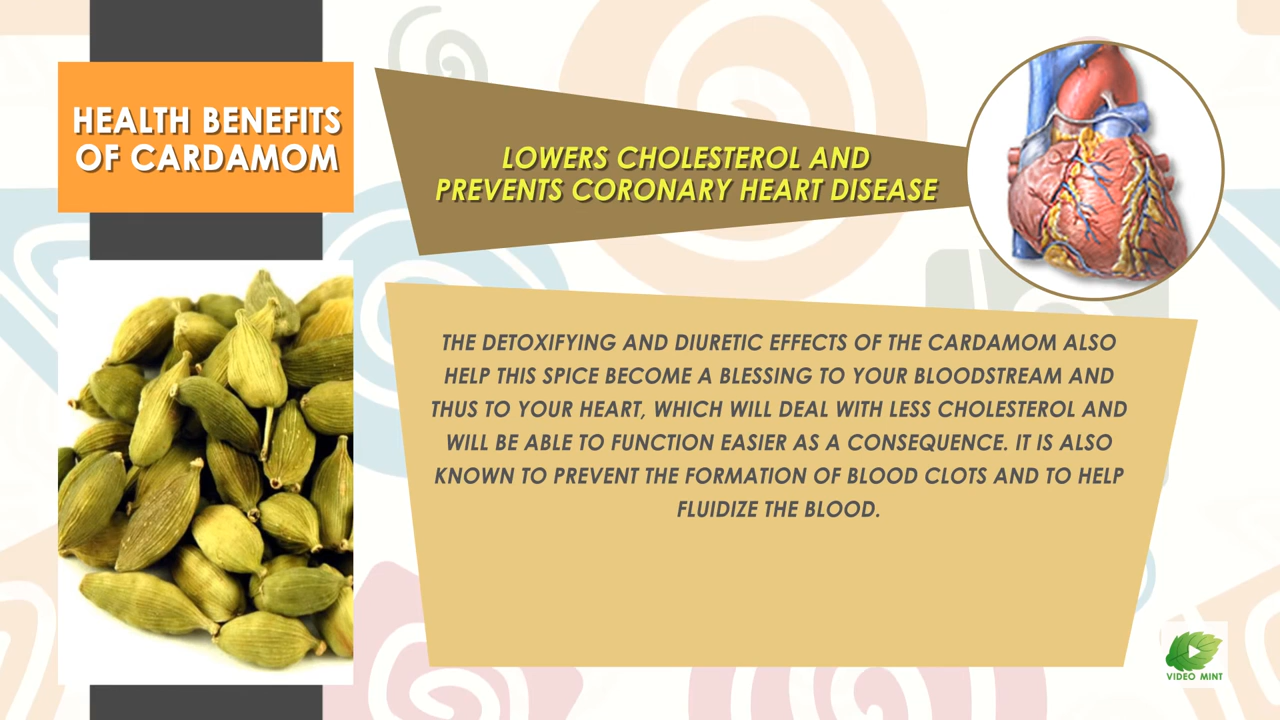 HEALTH BENEFITS
OF CARDAMOM
LOWERS CHOLESTEROL AND
PREVENTS CORONARY HEART DISEASE
THE DETOXIFYING AND DIURETIC EFFECTS OF THE CARDAMOM ALSO
HELP THIS SPICE BECOME A BLESSING TO YOUR BLOODSTREAM AND
THUS TO YOUR HEART, WHICH WILL DEAL WITH LESS CHOLESTEROL AND
WILL BE ABLE TO FUNCTION EASIER AS A CONSEQUENCE. IT IS ALSO
KNOWN TO PREVENT THE FORMATION OF BLOOD CLOTS AND TO HELP
FLUIDIZE THE BLOOD.
VIDEO MINT